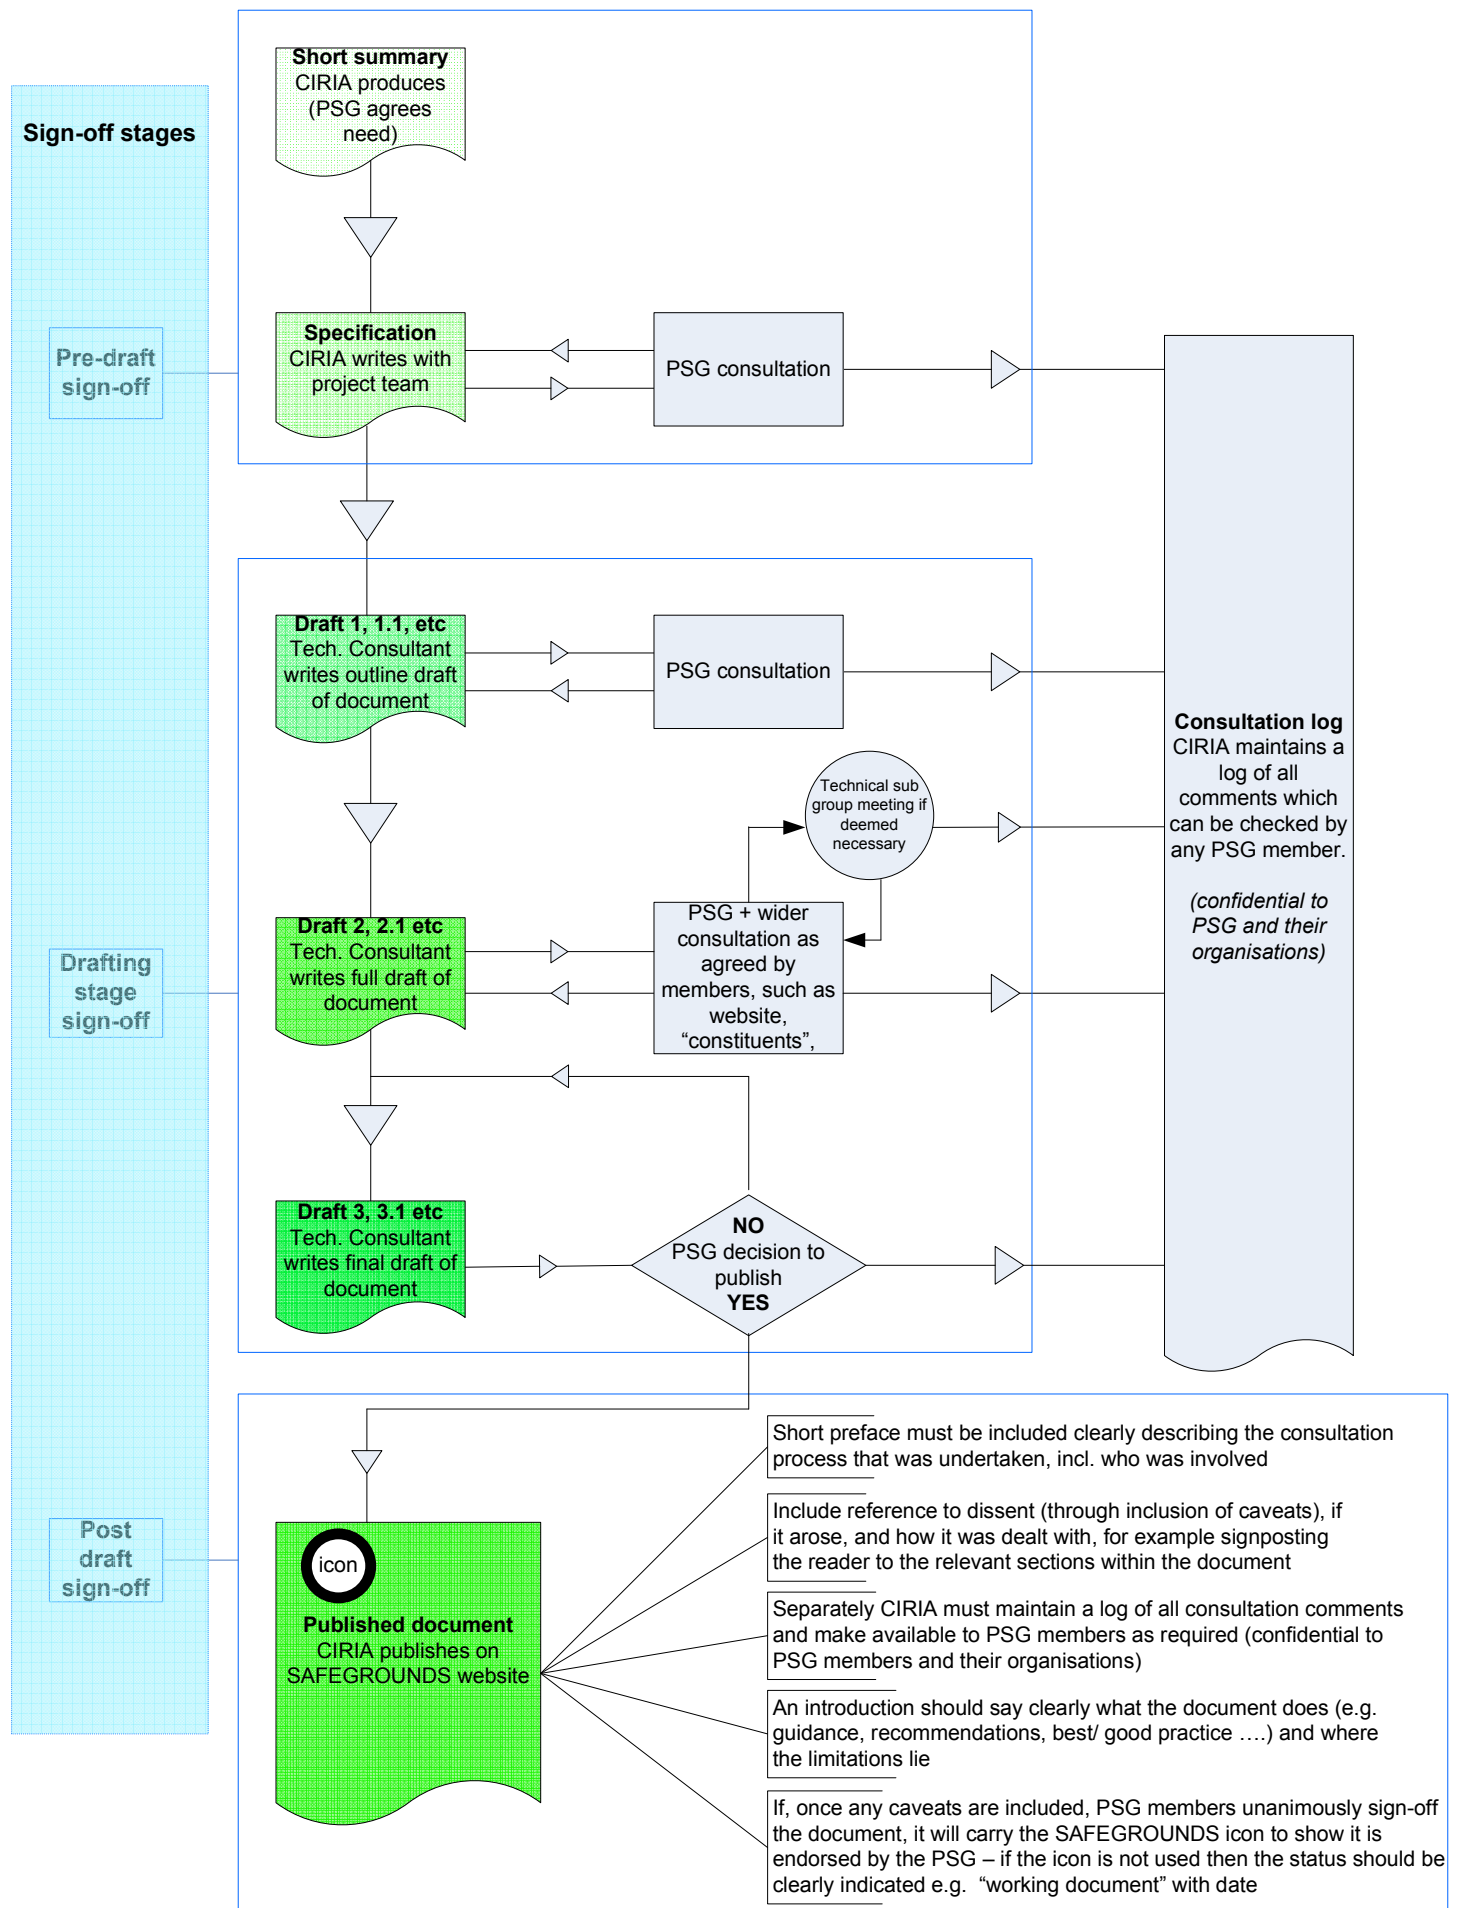 Short summary
CIRIA produces
(PSG agrees
need)
Sign-off stages
Pre-draft
sign-off
Specification
CIRIA writes with
project team
PSG consultation
Draft 1, 1.1, etc
Tech. Consultant
writes outline draft
of document
PSG consultation
Consultation log
CIRIA maintains a
log of all
comments which
can be checked by
any PSG member.
(confidential to
PSG and their
organisations)
Technical sub
group meeting if
deemed
necessary
Drafting
stage
sign-off
Draft 2, 2.1 etc
Tech. Consultant
writes full draft of
document
PSG + wider
consultation as
agreed by
members, such as
website,
“constituents”,
Draft 3, 3.1 etc
Tech. Consultant
writes final draft of
document
NO
PSG decision to
publish
YES
Post
draft
sign-off
icon
Published document
CIRIA publishes on
SAFEGROUNDS website
Short preface must be included clearly describing the consultation
process that was undertaken, incl. who was involved
Include reference to dissent (through inclusion of caveats), if
it arose, and how it was dealt with, for example signposting
the reader to the relevant sections within the document
Separately CIRIA must maintain a log of all consultation comments
and make available to PSG members as required (confidential to
PSG members and their organisations)
An introduction should say clearly what the document does (e.g.
guidance, recommendations, best/ good practice ….) and where
the limitations lie
If, once any caveats are included, PSG members unanimously sign-off
the document, it will carry the SAFEGROUNDS icon to show it is
endorsed by the PSG – if the icon is not used then the status should be
clearly indicated e.g. “working document” with date